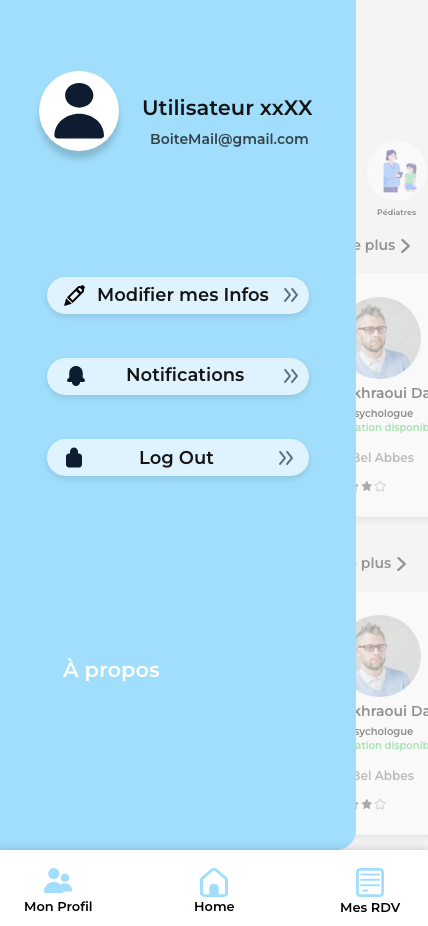 Utilisateur xxXX
BoiteMail@gmail.com
Pédiatres
plus
Modifier mes Infos
Notifications
Log Out
khraoui Da
sychologue
ation disponib
Bel Abbes
plus
À propos
khraoui Da
sychologue
ation disponib
Bel Abbes
Mon Profil
Home
Mes RDV